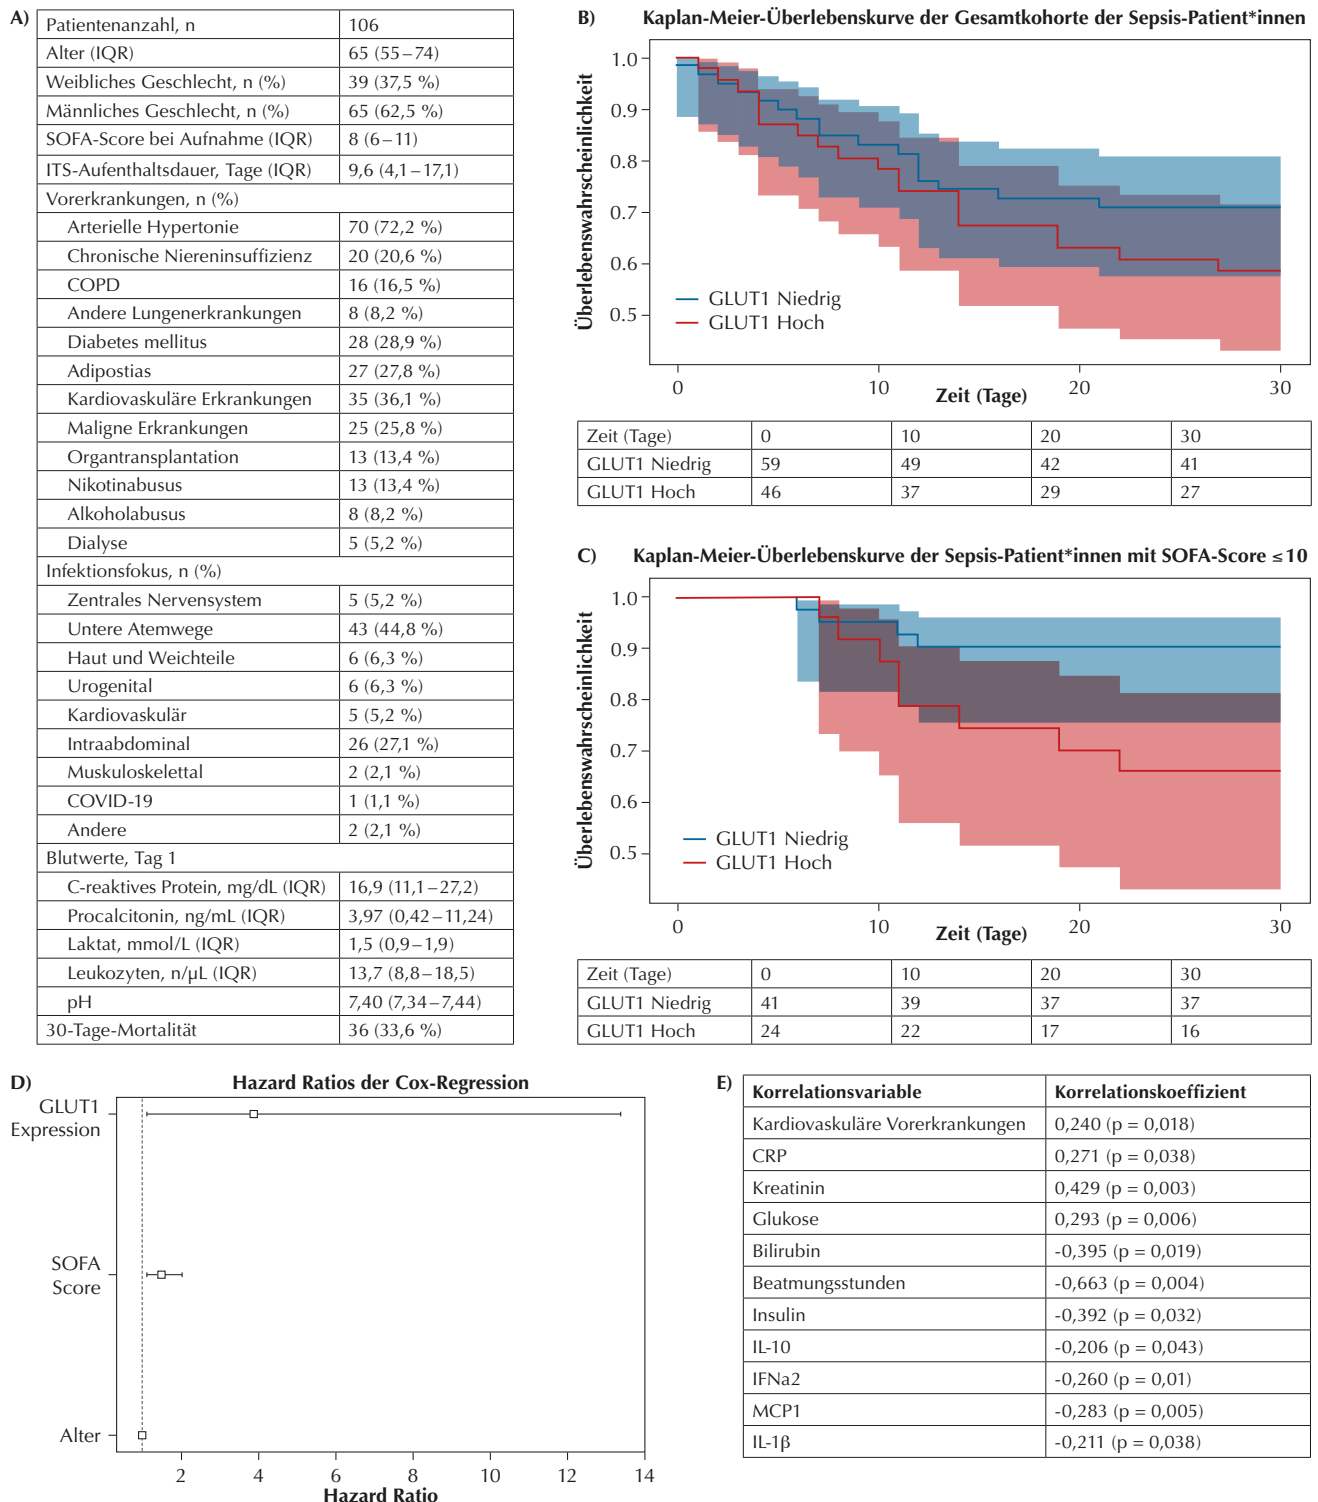 A)
Patientenanzahl, n 106
Alter (IQR) 65 (55–74)
Weibliches Geschlecht, n (%) 39 (37,5 %)
Männliches Geschlecht, n (%) 65 (62,5 %)
SOFA-Score bei Aufnahme (IQR) 8 (6–11)
ITS-Aufenthaltsdauer, Tage (IQR) 9,6 (4,1–17,1)
Vorerkrankungen, n (%)
Arterielle Hypertonie 70 (72,2 %)
Chronische Niereninsuffizienz 20 (20,6 %)
COPD 16 (16,5 %)
Andere Lungenerkrankungen 8 (8,2 %)
Diabetes mellitus 28 (28,9 %)
Adipostias 27 (27,8 %)
Kardiovaskuläre Erkrankungen 35 (36,1 %)
Maligne Erkrankungen 25 (25,8 %)
Organtransplantation 13 (13,4 %)
Nikotinabusus 13 (13,4 %)
Alkoholabusus 8 (8,2 %)
Dialyse 5 (5,2 %)
Infektionsfokus, n (%)
Zentrales Nervensystem 5 (5,2 %)
Untere Atemwege 43 (44,8 %)
Haut und Weichteile 6 (6,3 %)
Urogenital 6 (6,3 %)
Kardiovaskulär 5 (5,2 %)
Intraabdominal 26 (27,1 %)
Muskuloskelettal 2 (2,1 %)
COVID-19 1 (1,1 %)
Andere 2 (2,1 %)
Blutwerte, Tag 1
C-reaktives Protein, mg/dL (IQR) 16,9 (11,1–27,2)
Procalcitonin, ng/mL (IQR) 3,97 (0,42–11,24)
Laktat, mmol/L (IQR) 1,5 (0,9–1,9)
Leukozyten, n/µL (IQR) 13,7 (8,8–18,5)
pH 7,40 (7,34–7,44)
30-Tage-Mortalität 36 (33,6 %)
B) Kaplan-Meier-Überlebenskurve der Gesamtkohorte der Sepsis-Patient*innen
Überlebenswahrscheinlichkeit
1.0
0.9
0.8
0.7
0.6
0.5
GLUT1 Niedrig
GLUT1 Hoch
0 10 20 30
Zeit (Tage)
Zeit (Tage) 0 10 20 30
GLUT1 Niedrig 59 49 42 41
GLUT1 Hoch 46 37 29 27
C) Kaplan-Meier-Überlebenskurve der Sepsis-Patient*innen mit SOFA-Score ≤10
Überlebenswahrscheinlichkeit
1.0
0.9
0.8
0.7
0.6
0.5
GLUT1 Niedrig
GLUT1 Hoch
0 10 20 30
Zeit (Tage)
Zeit (Tage) 0 10 20 30
GLUT1 Niedrig 41 39 37 37
GLUT1 Hoch 24 22 17 16
D) Hazard Ratios der Cox-Regression
GLUT1
Expression
SOFA
Score
Alter
2 4 6 8 10 12 14
Hazard Ratio
E)
Korrelationsvariable Korrelationskoeffizient
Kardiovaskuläre Vorerkrankungen 0,240 (p = 0,018)
CRP 0,271 (p = 0,038)
Kreatinin 0,429 (p = 0,003)
Glukose 0,293 (p = 0,006)
Bilirubin -0,395 (p = 0,019)
Beatmungsstunden -0,663 (p = 0,004)
Insulin -0,392 (p = 0,032)
IL-10 -0,206 (p = 0,043)
IFNa2 -0,260 (p = 0,01)
MCP1 -0,283 (p = 0,005)
IL-1β -0,211 (p = 0,038)